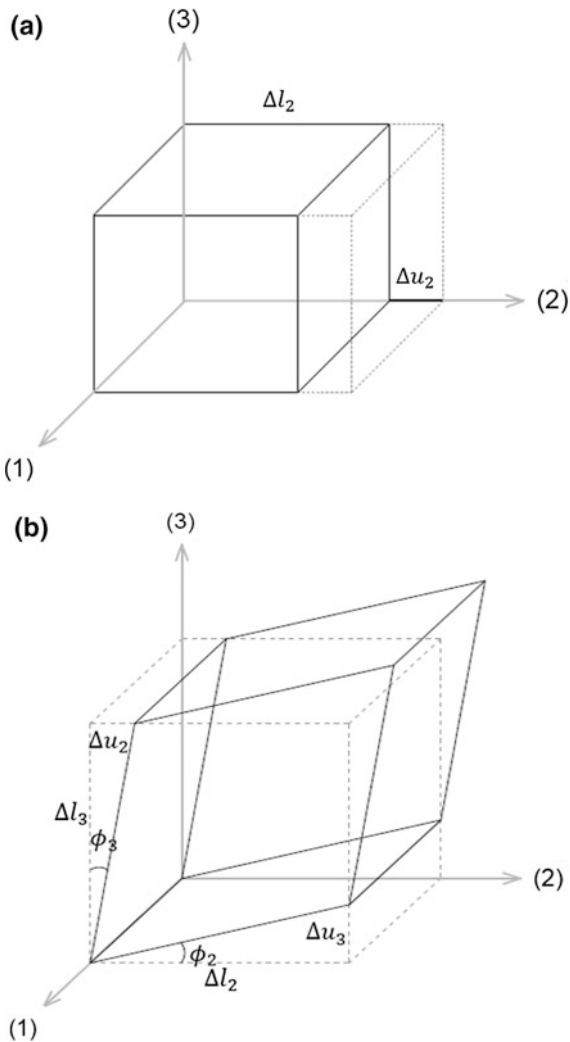 (a)
(3)
Δl₂
Δu₂
(2)
(1)
(b)
(3)
Δu₂
Δl₃
ϕ₃
(2)
Δu₃
ϕ₂
Δl₂
(1)